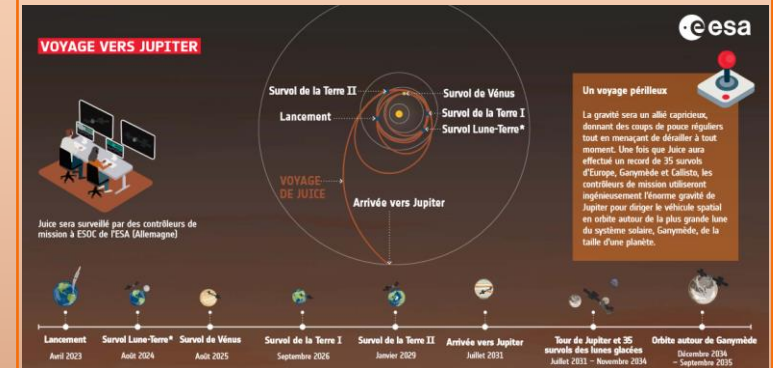 esa
VOYAGE VERS JUPITER
Survol de la Terre II
Survol de Vénus
Lancement
Survol de la Terre I
Survol Lune-Terre*
VOYAGE
DE JUICE
Arrivée vers Jupiter
Juice sera surveillé par des contrôleurs de
mission à ESOC de l'ESA (Allemagne)
Un voyage périlleux
La gravité sera un allié capricieux,
donnant des coups de pouce réguliers
tout en menaçant de dérailler à tout
moment. Une fois que Juice aura
effectué un record de 35 survols
d'Europe, Ganymède et Callisto, les
contrôleurs de mission utiliseront
ingénieusement l'énorme gravité de
Jupiter pour diriger le véhicule spatial
en orbite autour de la plus grande lune
du système solaire, Ganymède, de la
taille d'une planète.
Lancement
Avril 2023
Survol Lune-Terre*
Août 2024
Survol de Vénus
Août 2025
Survol de la Terre I
Septembre 2026
Survol de la Terre II
Janvier 2029
Arrivée vers Jupiter
Juillet 2031
Tour de Jupiter et 35
survols des lunes glacées
Juillet 2031 – Novembre 2034
Orbite autour de Ganymède
Décembre 2034
– Septembre 2035